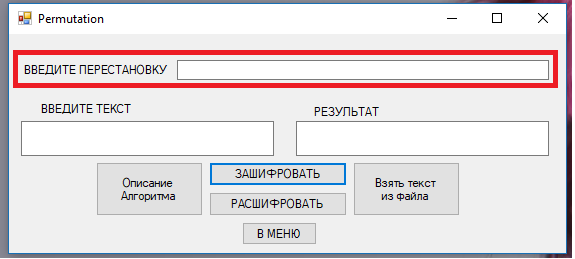 Permutation
ВВЕДИТЕ ПЕРЕСТАНОВКУ
ВВЕДИТЕ ТЕКСТ
РЕЗУЛЬТАТ
Описание
Алгоритма
ЗАШИФРОВАТЬ
РАСШИФРОВАТЬ
Взять текст
из файла
В МЕНЮ